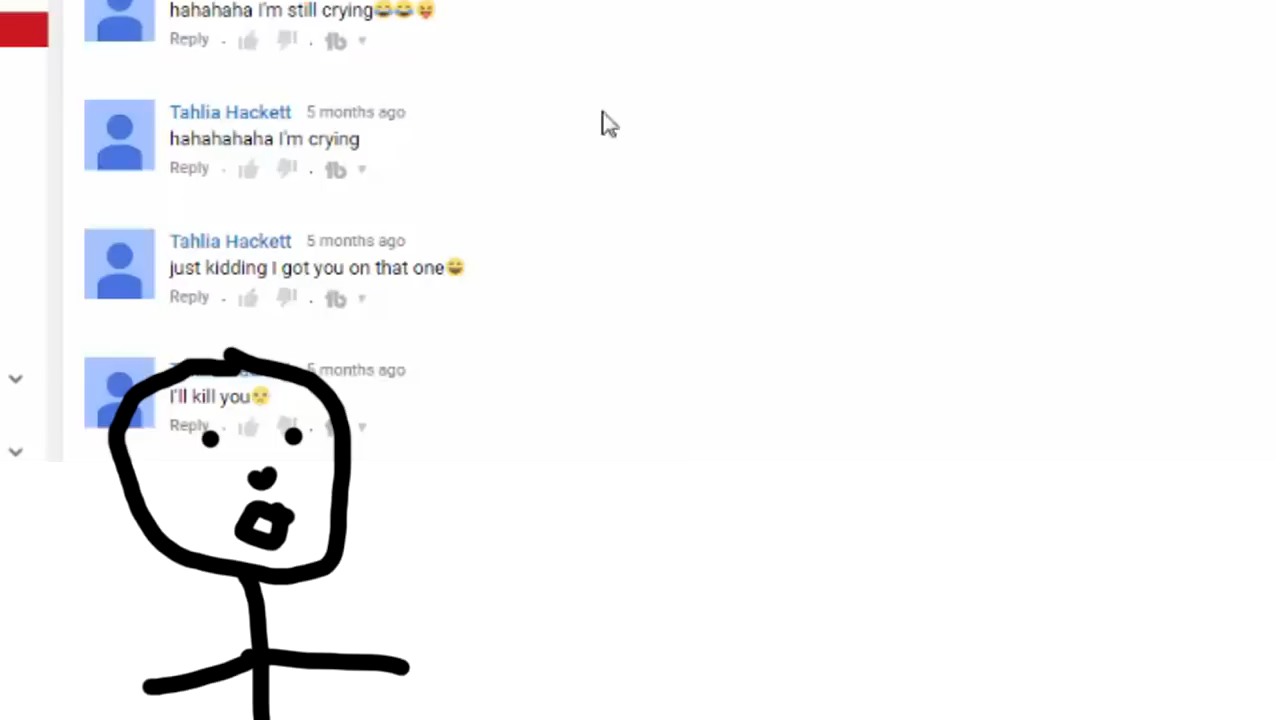 hahahaha I'm still crying😂😂😝
Reply
Tahlia Hackett 5 months ago
hahahahaha I'm crying
Reply
Tahlia Hackett 5 months ago
just kidding I got you on that one😄
Reply
5 months ago
I'll kill you😠
Reply